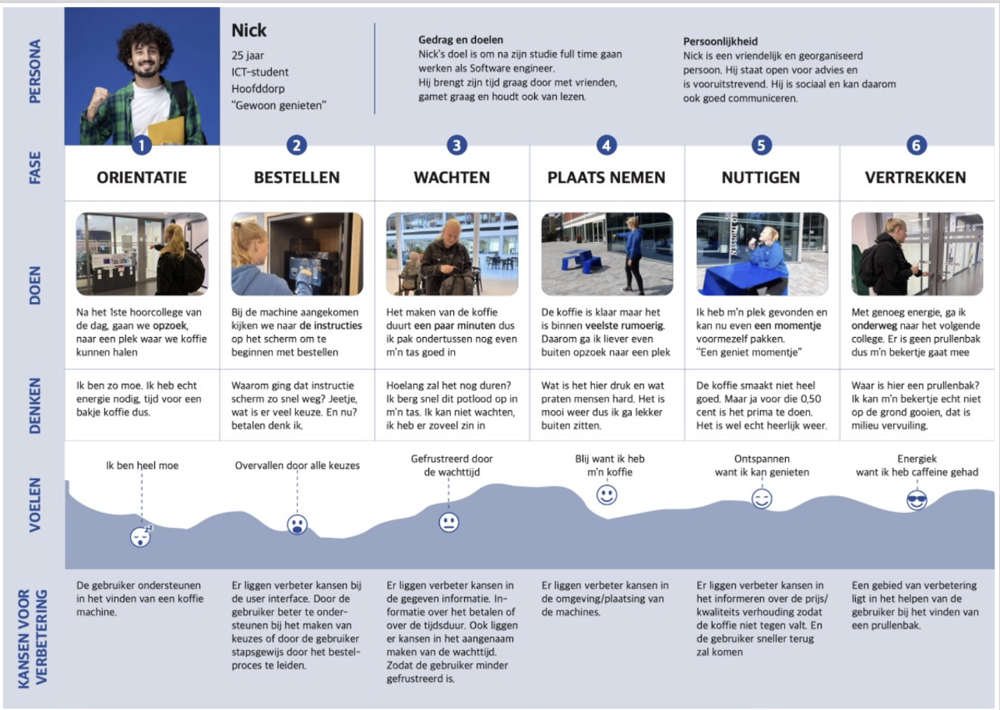 PERSONA
Nick
25 jaar
ICT-student
Hoofddorp
“Gewoon genieten”
Gedrag en doelen
Nick's doel is om na zijn studie full time gaan
werken als Software engineer.
Hij brengt zijn tijd graag door met vrienden,
gamet graag en houdt ook van lezen.
Persoonlijkheid
Nick is een vriendelijk en georganiseerd
persoon. Hij staat open voor advies en
is vooruitstrevend. Hij is sociaal en kan daarom
ook goed communiceren.
FASE
1
ORIENTATIE
2
BESTELLEN
3
WACHTEN
4
PLAATS NEMEN
5
NUTTIGEN
6
VERTREKKEN
DOEN
Na het 1ste hoorcollege van
de dag, gaan we opzoek,
naar een plek waar we koffie
kunnen halen
Bij de machine aangekomen
kijken we naar de instructies
op het scherm om te
beginnen met bestellen
Het maken van de koffie
duurt een paar minuten dus
ik pak ondertussen nog even
m'n tas goed in
De koffie is klaar maar het
is binnen veelste rumoerig.
Daarom ga ik liever even
buiten opzoek naar een plek
Ik heb m'n plek gevonden en
kan nu even een momentje
voormezelf pakken.
“Een geniet momentje”
Met genoeg energie, ga ik
onderweg naar het volgende
college. Er is geen prullenbak
dus m'n bekertje gaat mee
DENKEN
Ik ben zo moe. Ik heb echt
energie nodig, tijd voor een
bakje koffie dus.
Waarom ging dat instructie
scherm zo snel weg? Jeetje,
wat is er veel keuze. En nu?
betalen denk ik.
Hoelang zal het nog duren?
Ik berg snel dit potlood op in
m'n tas. Ik kan niet wachten,
ik heb er zoveel zin in
Wat is het hier druk en wat
praten mensen hard. Het is
mooi weer dus ik ga lekker
buiten zitten.
De koffie smaakt niet heel
goed. Maar ja voor die 0,50
cent is het prima te doen.
Het is wel echt heerlijk weer.
Waar is hier een prullenbak?
Ik kan m'n bekertje echt niet
op de grond gooien, dat is
milieu vervuiling.
VOELEN
Ik ben heel moe
Overvallen door alle keuzes
Gefrustreerd door
de wachttijd
Blij want ik heb
m'n koffie
Ontspannen
want ik kan genieten
Energiek
want ik heb caffeine gehad
KANSEN VOOR
VERBETERING
De gebruiker ondersteunen
in het vinden van een koffie
machine.
Er liggen verbeter kansen bij
de user interface. Door de
gebruiker beter te onder-
steunen bij het maken van
keuzes of door de gebruiker
stapsgewijs door het bestel-
proces te leiden.
Er liggen verbeter kansen in
de gegeven informatie. In-
formatie over het betalen of
over de tijdsduur. Ook liggen
er kansen in het aangenaam
maken van de wachttijd.
Zodat de gebruiker minder
gefrustreerd is.
Er liggen verbeter kansen in
de omgeving/plaatsing van
de machines.
Er liggen verbeter kansen in
het informeren over de prijs/
kwaliteits verhouding zodat
de koffie niet tegen valt. En
de gebruiker sneller terug
zal komen
Een gebied van verbetering
ligt in het helpen van de
gebruiker bij het vinden van
een prullenbak.